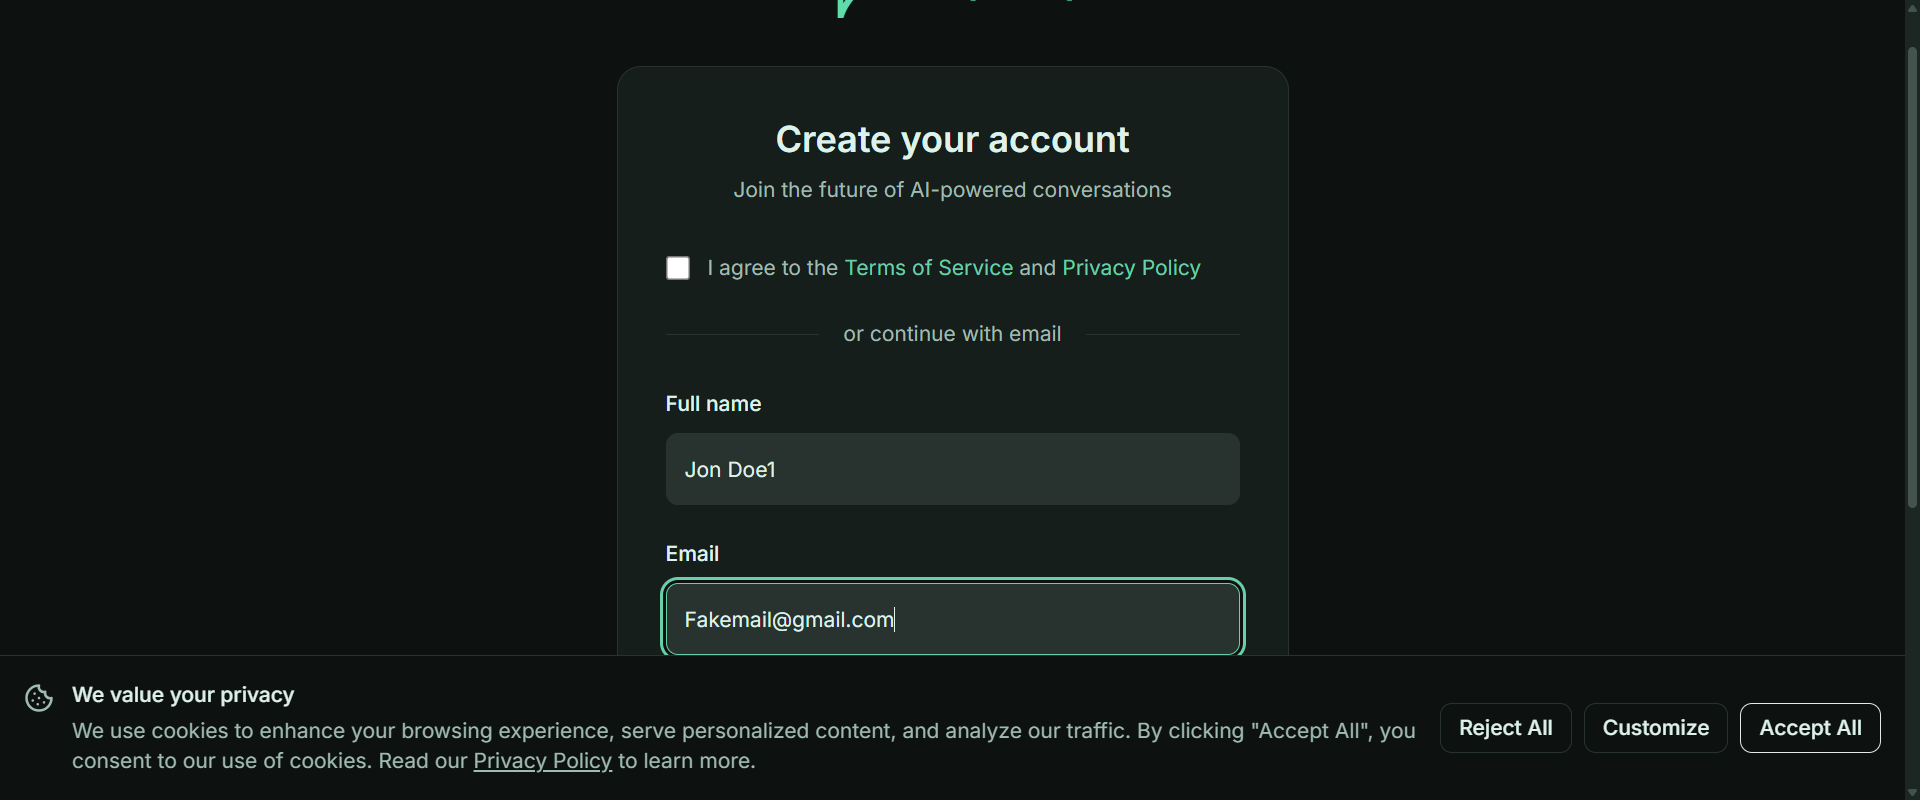 Create your account
Join the future of AI-powered conversations
I agree to the Terms of Service and Privacy Policy
or continue with email
Full name
Jon Doe1
Email
Fakemail@gmail.com
We value your privacy
We use cookies to enhance your browsing experience, serve personalized content, and analyze our traffic. By clicking "Accept All", you
consent to our use of cookies. Read our Privacy Policy to learn more.
Reject All
Customize
Accept All